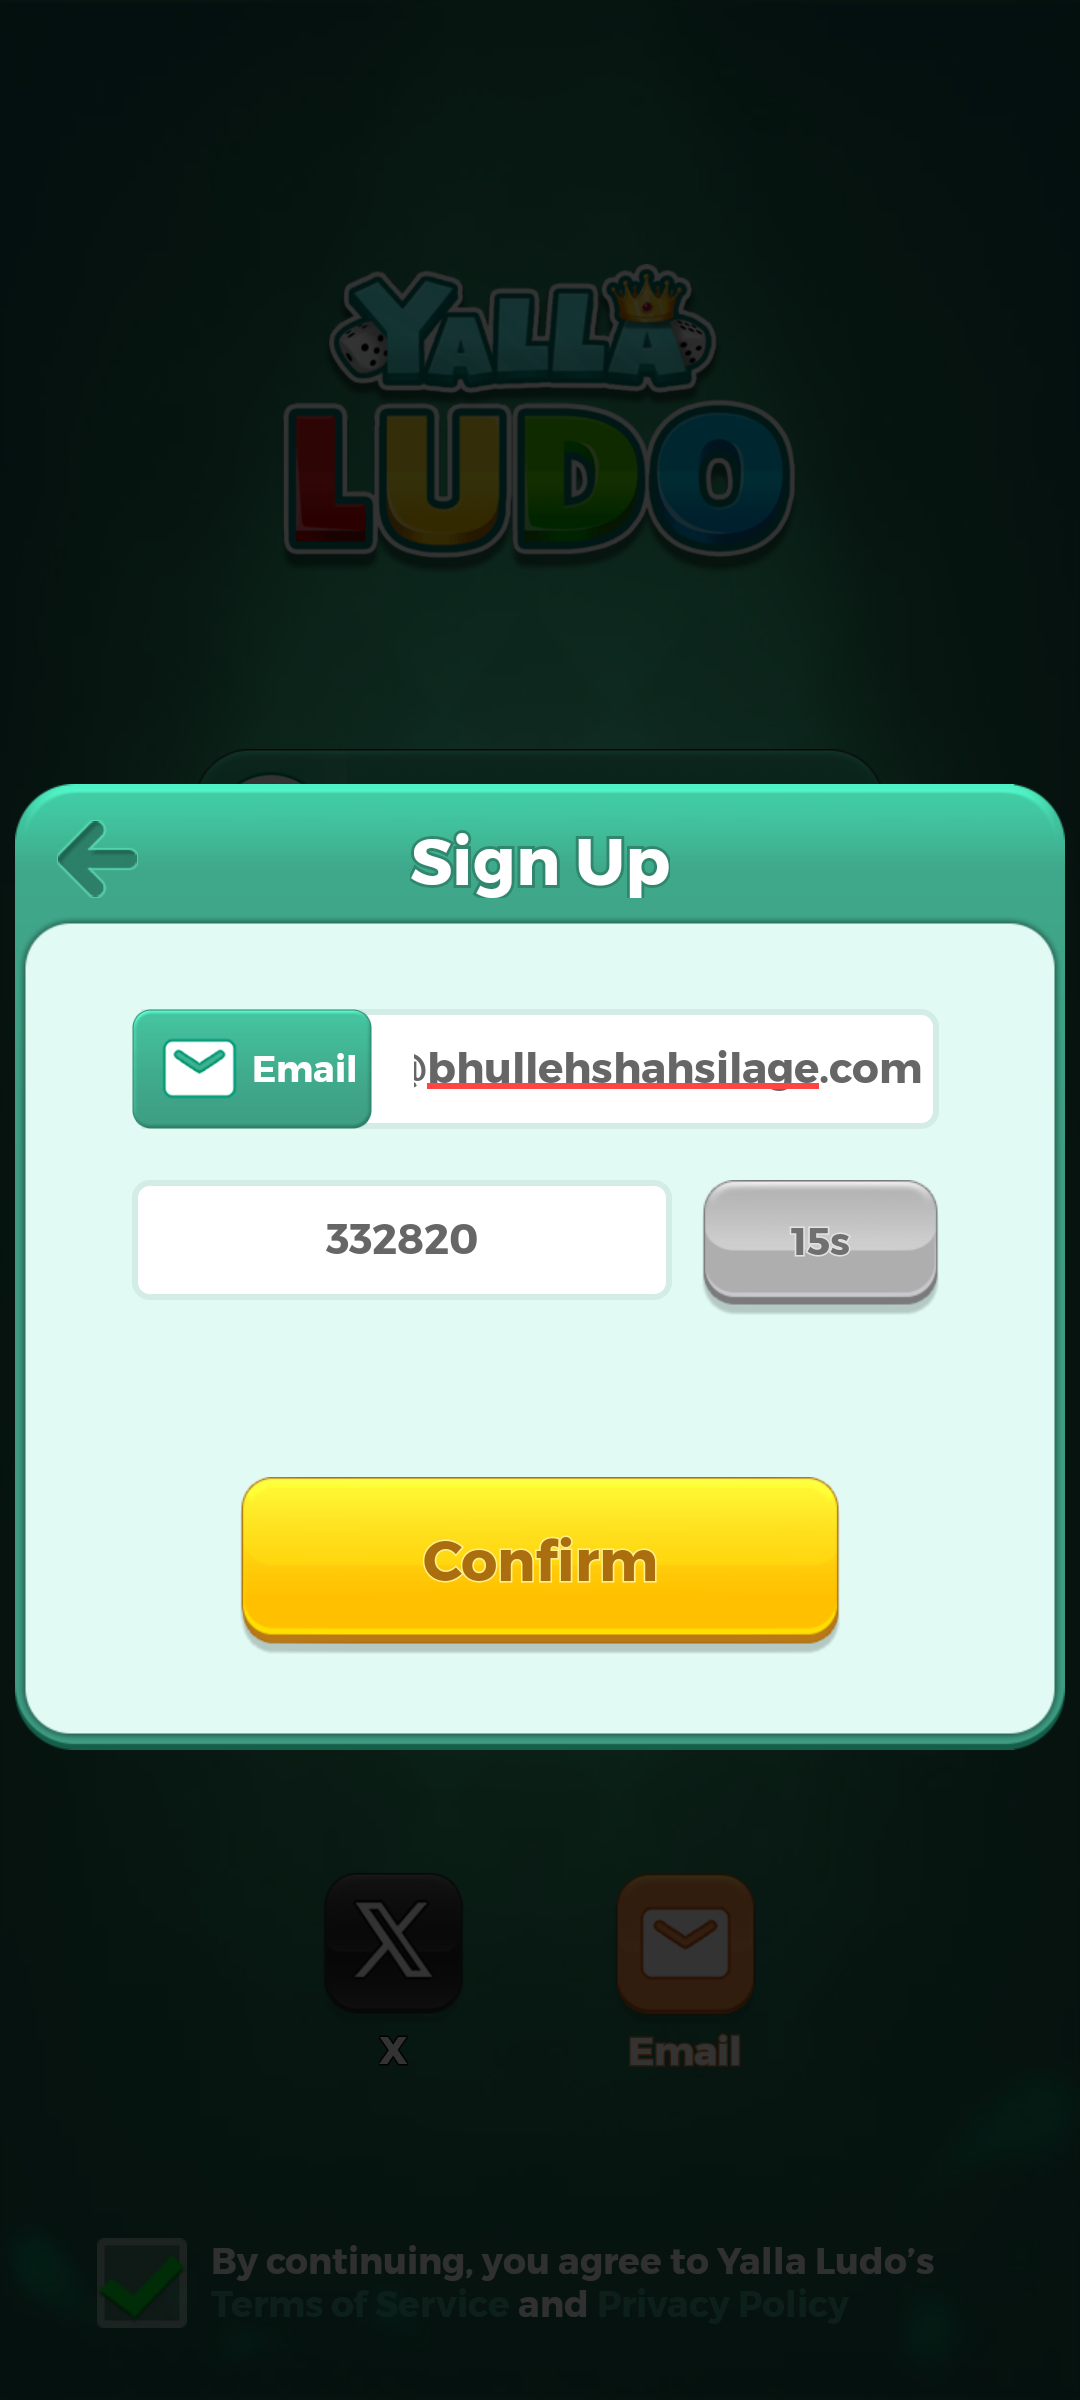 YALLA
LUDO
Sign Up
Email
@bhullehshahsilage.com
332820
15s
Confirm
X
Email
By continuing, you agree to Yalla Ludo’s
Terms of Service and Privacy Policy